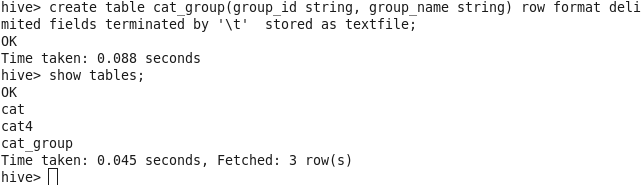 hive> create table cat_group(group_id string, group_name string) row format deli
mited fields terminated by '\t'  stored as textfile;
OK
Time taken: 0.088 seconds
hive> show tables;
OK
cat
cat4
cat_group
Time taken: 0.045 seconds, Fetched: 3 row(s)
hive>